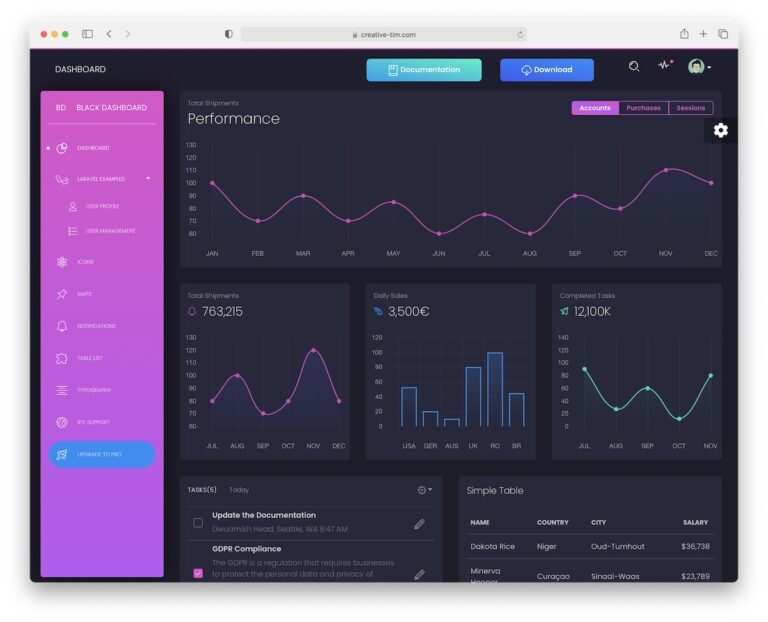 creative-tim.com
DASHBOARD
Documentation
Download
BD BLACK DASHBOARD
DASHBOARD
LARAVEL EXAMPLES
USER PROFILE
USER MANAGEMENT
ICONS
MAPS
NOTIFICATIONS
TABLE LIST
TYPOGRAPHY
RTL SUPPORT
UPGRADE TO PRO
Total Shipments
Performance
Accounts Purchases Sessions
130
120
110
100
90
80
70
60
JAN FEB MAR APR MAY JUN JUL AUG SEP OCT NOV DEC
Total Shipments
763,215
130
120
110
100
90
80
70
60
JUL AUG SEP OCT NOV DEC
Daily Sales
3,500€
120
100
80
60
40
20
0
USA GER AUS UK RO BR
Completed Tasks
12,100K
140
120
100
80
60
40
20
0
JUL AUG SEP OCT NOV
TASKS(5) Today
Update the Documentation
Dwuamish Head, Seattle, WA 8:47 AM
GDPR Compliance
The GDPR is a regulation that requires businesses
to protect the personal data and privacy of
Simple Table
NAME COUNTRY CITY SALARY
Dakota Rice Niger Oud-Turnhout $36,738
Minerva
Hooper Curaçao Sinaai-Waas $23,789